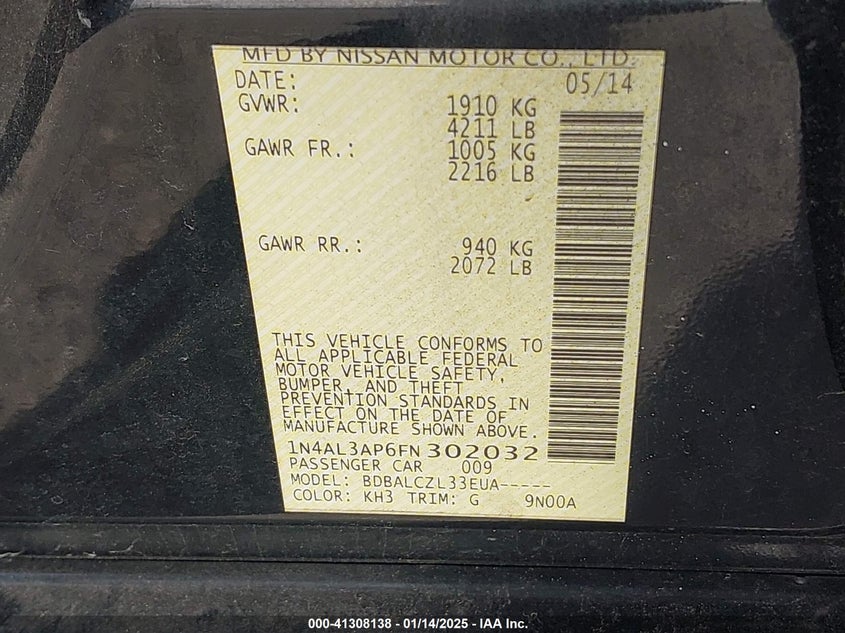 MFD BY NISSAN MOTOR CO., LTD.
DATE: 05/14
GVWR: 1910 KG
4211 LB
GAWR FR.: 1005 KG
2216 LB
GAWR RR.: 940 KG
2072 LB
THIS VEHICLE CONFORMS TO
ALL APPLICABLE FEDERAL
MOTOR VEHICLE SAFETY,
BUMPER, AND THEFT
PREVENTION STANDARDS IN
EFFECT ON THE DATE OF
MANUFACTURE SHOWN ABOVE.
1N4AL3AP6FN302032
PASSENGER CAR 009
MODEL: BDBALCZL33EUA-----
COLOR: KH3 TRIM: G 9N00A
000-41308138 - 01/14/2025 - IAA Inc.